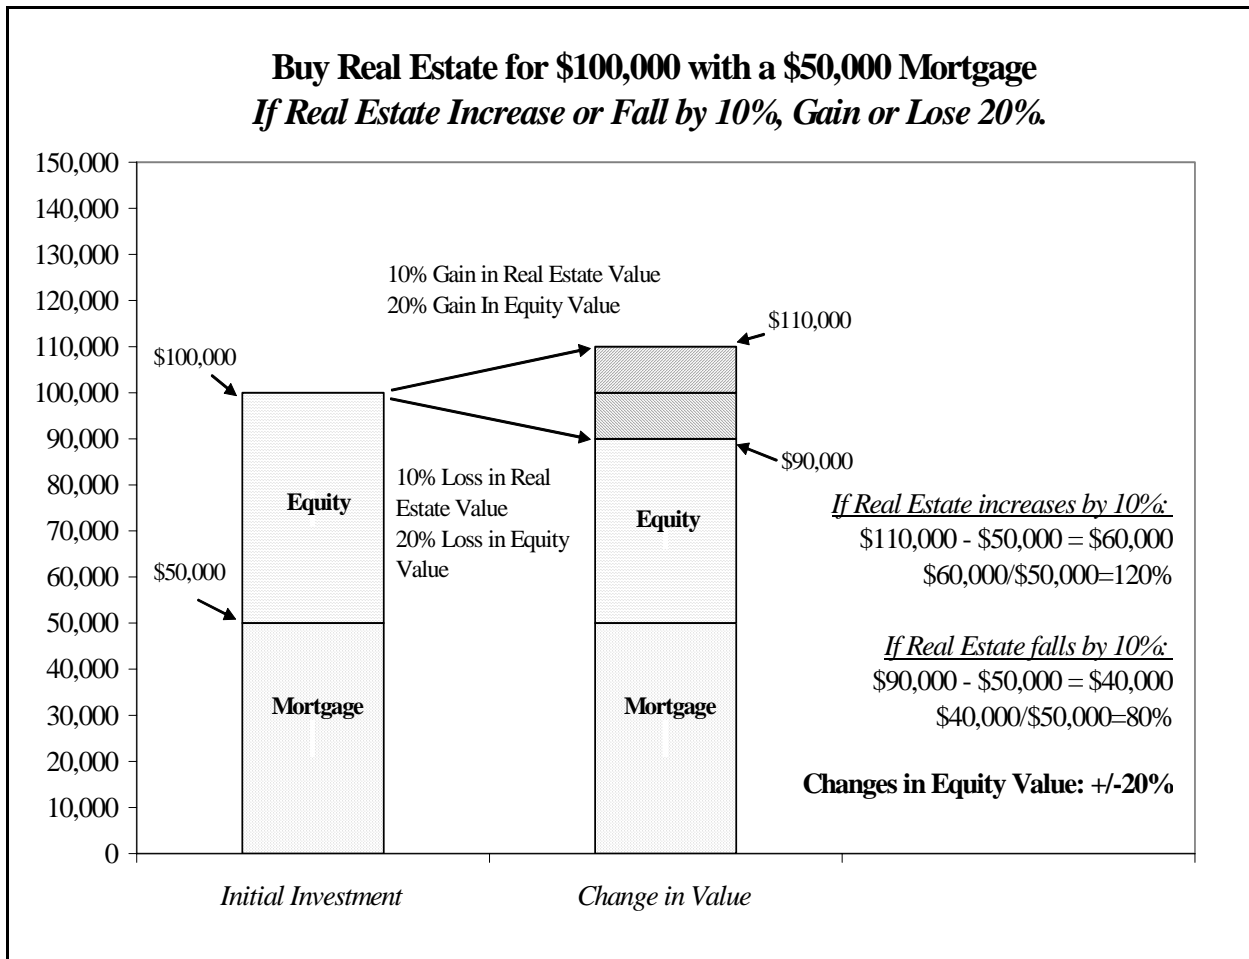 Buy Real Estate for $100,000 with a $50,000 Mortgage
If Real Estate Increase or Fall by 10%, Gain or Lose 20%.
150,000
140,000
130,000
120,000
110,000
100,000
90,000
80,000
70,000
60,000
50,000
40,000
30,000
20,000
10,000
0
$100,000
$50,000
Equity
Mortgage
10% Gain in Real Estate Value
20% Gain In Equity Value
10% Loss in Real
Estate Value
20% Loss in Equity
Value
$110,000
$90,000
Equity
Mortgage
If Real Estate increases by 10%:
$110,000 - $50,000 = $60,000
$60,000/$50,000=120%
If Real Estate falls by 10%:
$90,000 - $50,000 = $40,000
$40,000/$50,000=80%
Changes in Equity Value: +/-20%
Initial Investment
Change in Value